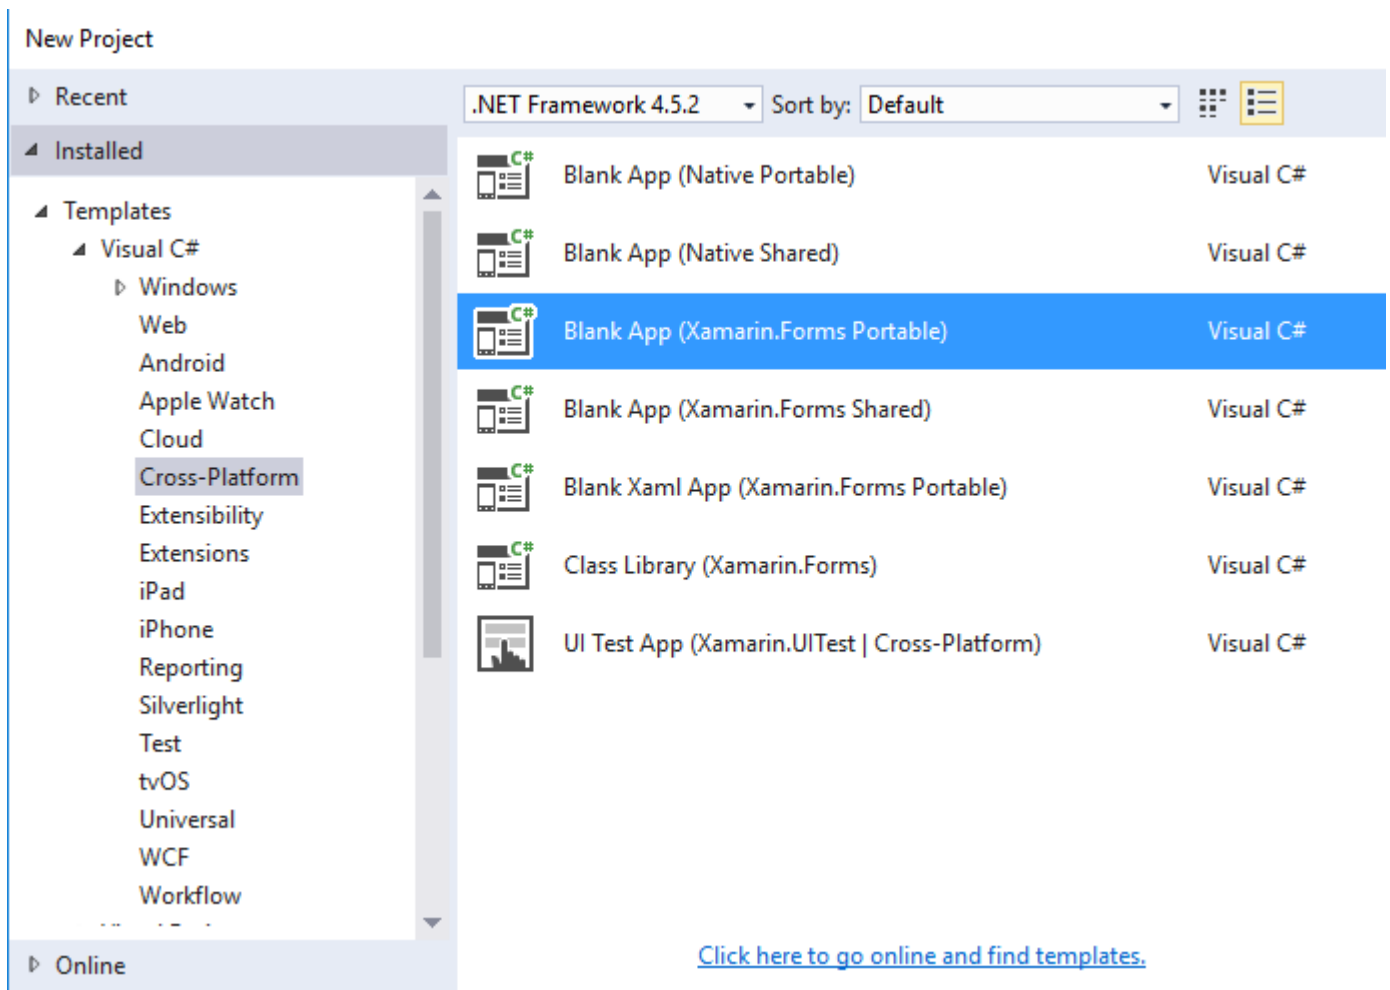 New Project
Recent
.NET Framework 4.5.2 Sort by: Default
Installed
Templates
Visual C#
Windows
Web
Android
Apple Watch
Cloud
Cross-Platform
Extensibility
Extensions
iPad
iPhone
Reporting
Silverlight
Test
tvOS
Universal
WCF
Workflow
Online
C# Blank App (Native Portable) Visual C#
C# Blank App (Native Shared) Visual C#
C# Blank App (Xamarin.Forms Portable) Visual C#
C# Blank App (Xamarin.Forms Shared) Visual C#
C# Blank Xaml App (Xamarin.Forms Portable) Visual C#
C# Class Library (Xamarin.Forms) Visual C#
UI Test App (Xamarin.UITest | Cross-Platform) Visual C#
Click here to go online and find templates.